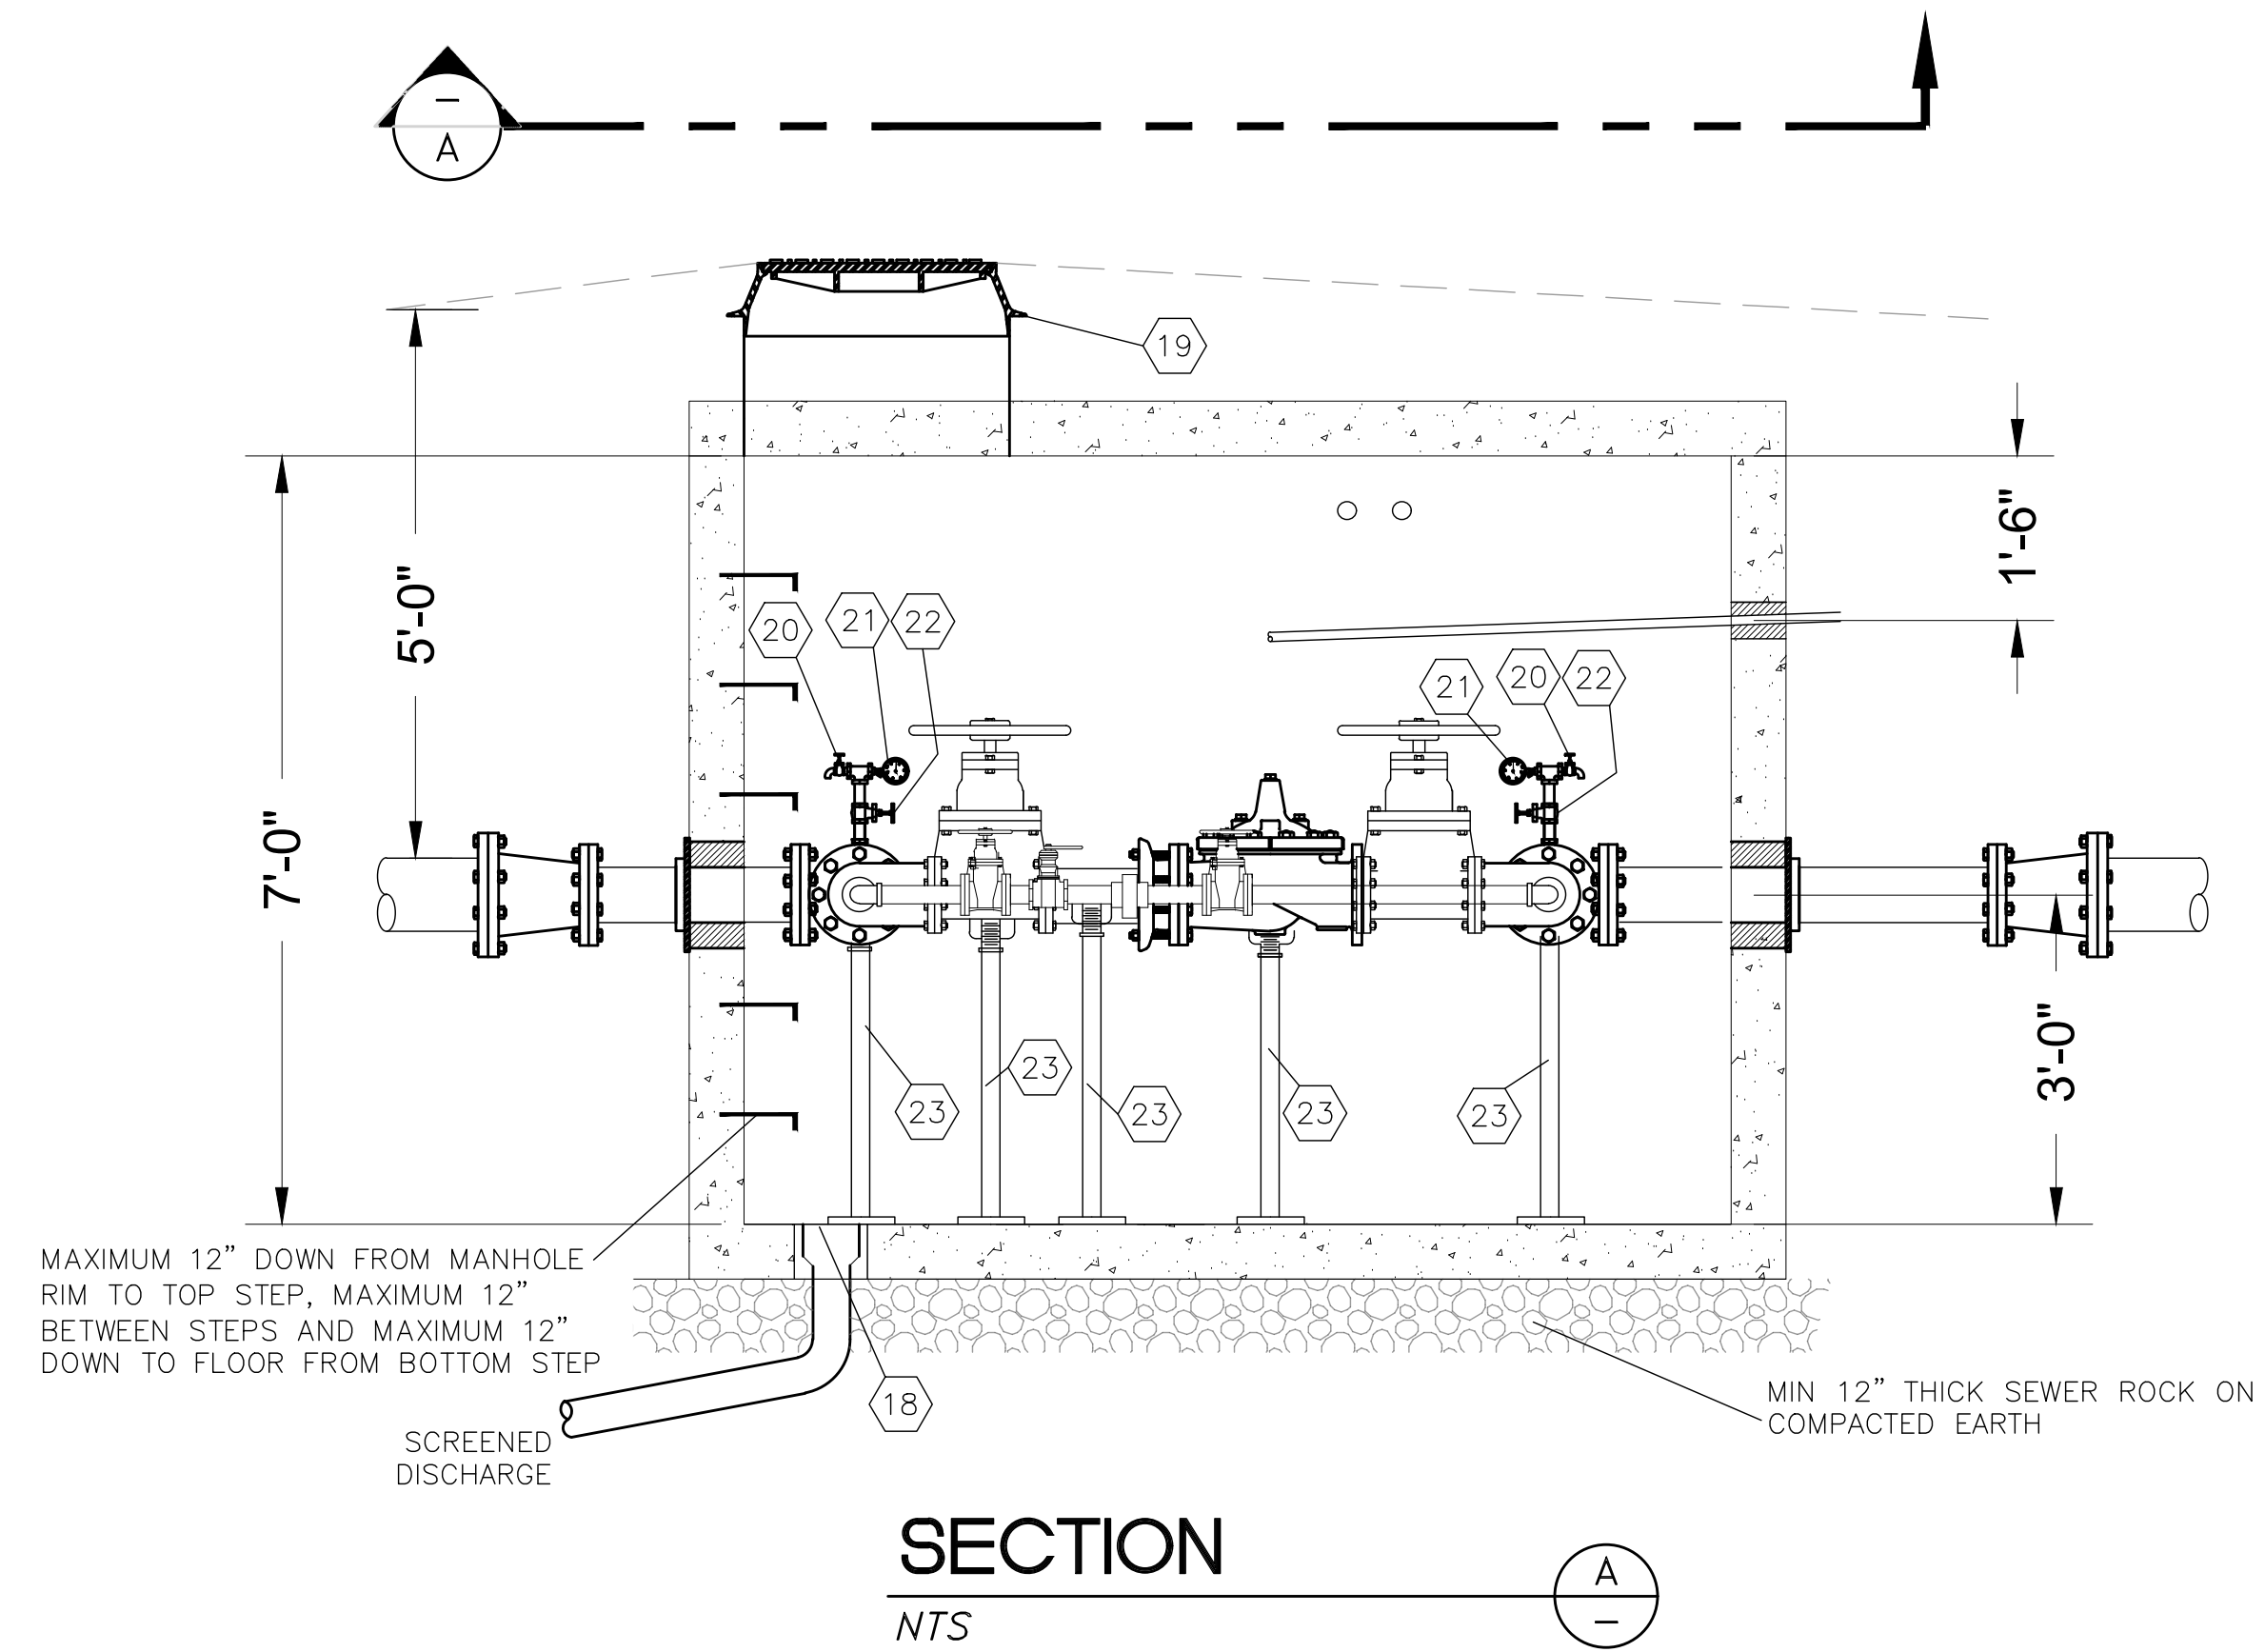 –
A
19
1'-6"
5'-0"
20
21
22
21
20
22
7'-0"
3'-0"
23
23
23
23
23
MAXIMUM 12” DOWN FROM MANHOLE
RIM TO TOP STEP, MAXIMUM 12”
BETWEEN STEPS AND MAXIMUM 12”
DOWN TO FLOOR FROM BOTTOM STEP
18
MIN 12” THICK SEWER ROCK ON
COMPACTED EARTH
SCREENED
DISCHARGE
SECTION
NTS
A
–